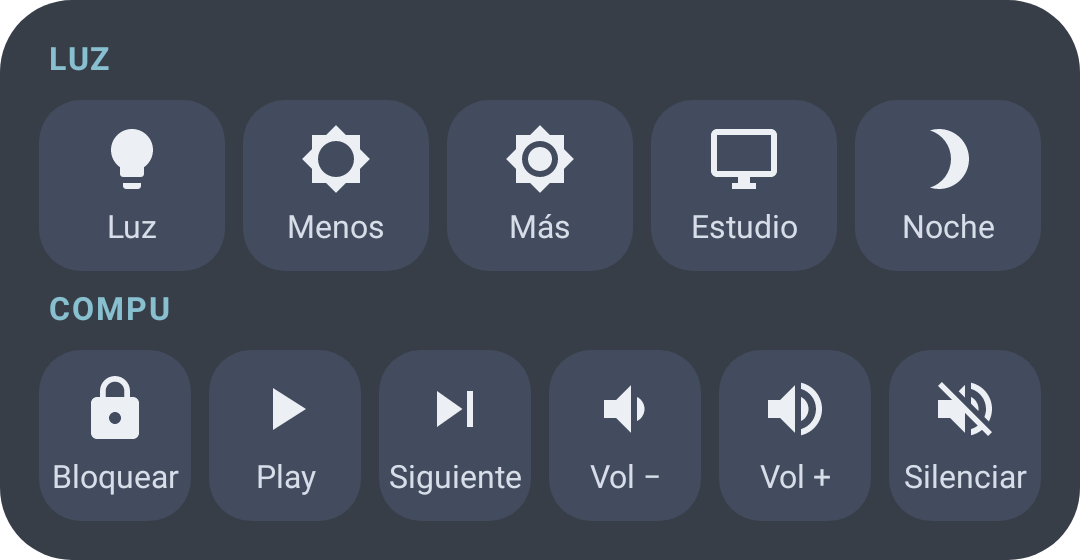 LUZ
Luz Menos Más Estudio Noche
COMPU
Bloquear Play Siguiente Vol − Vol + Silenciar